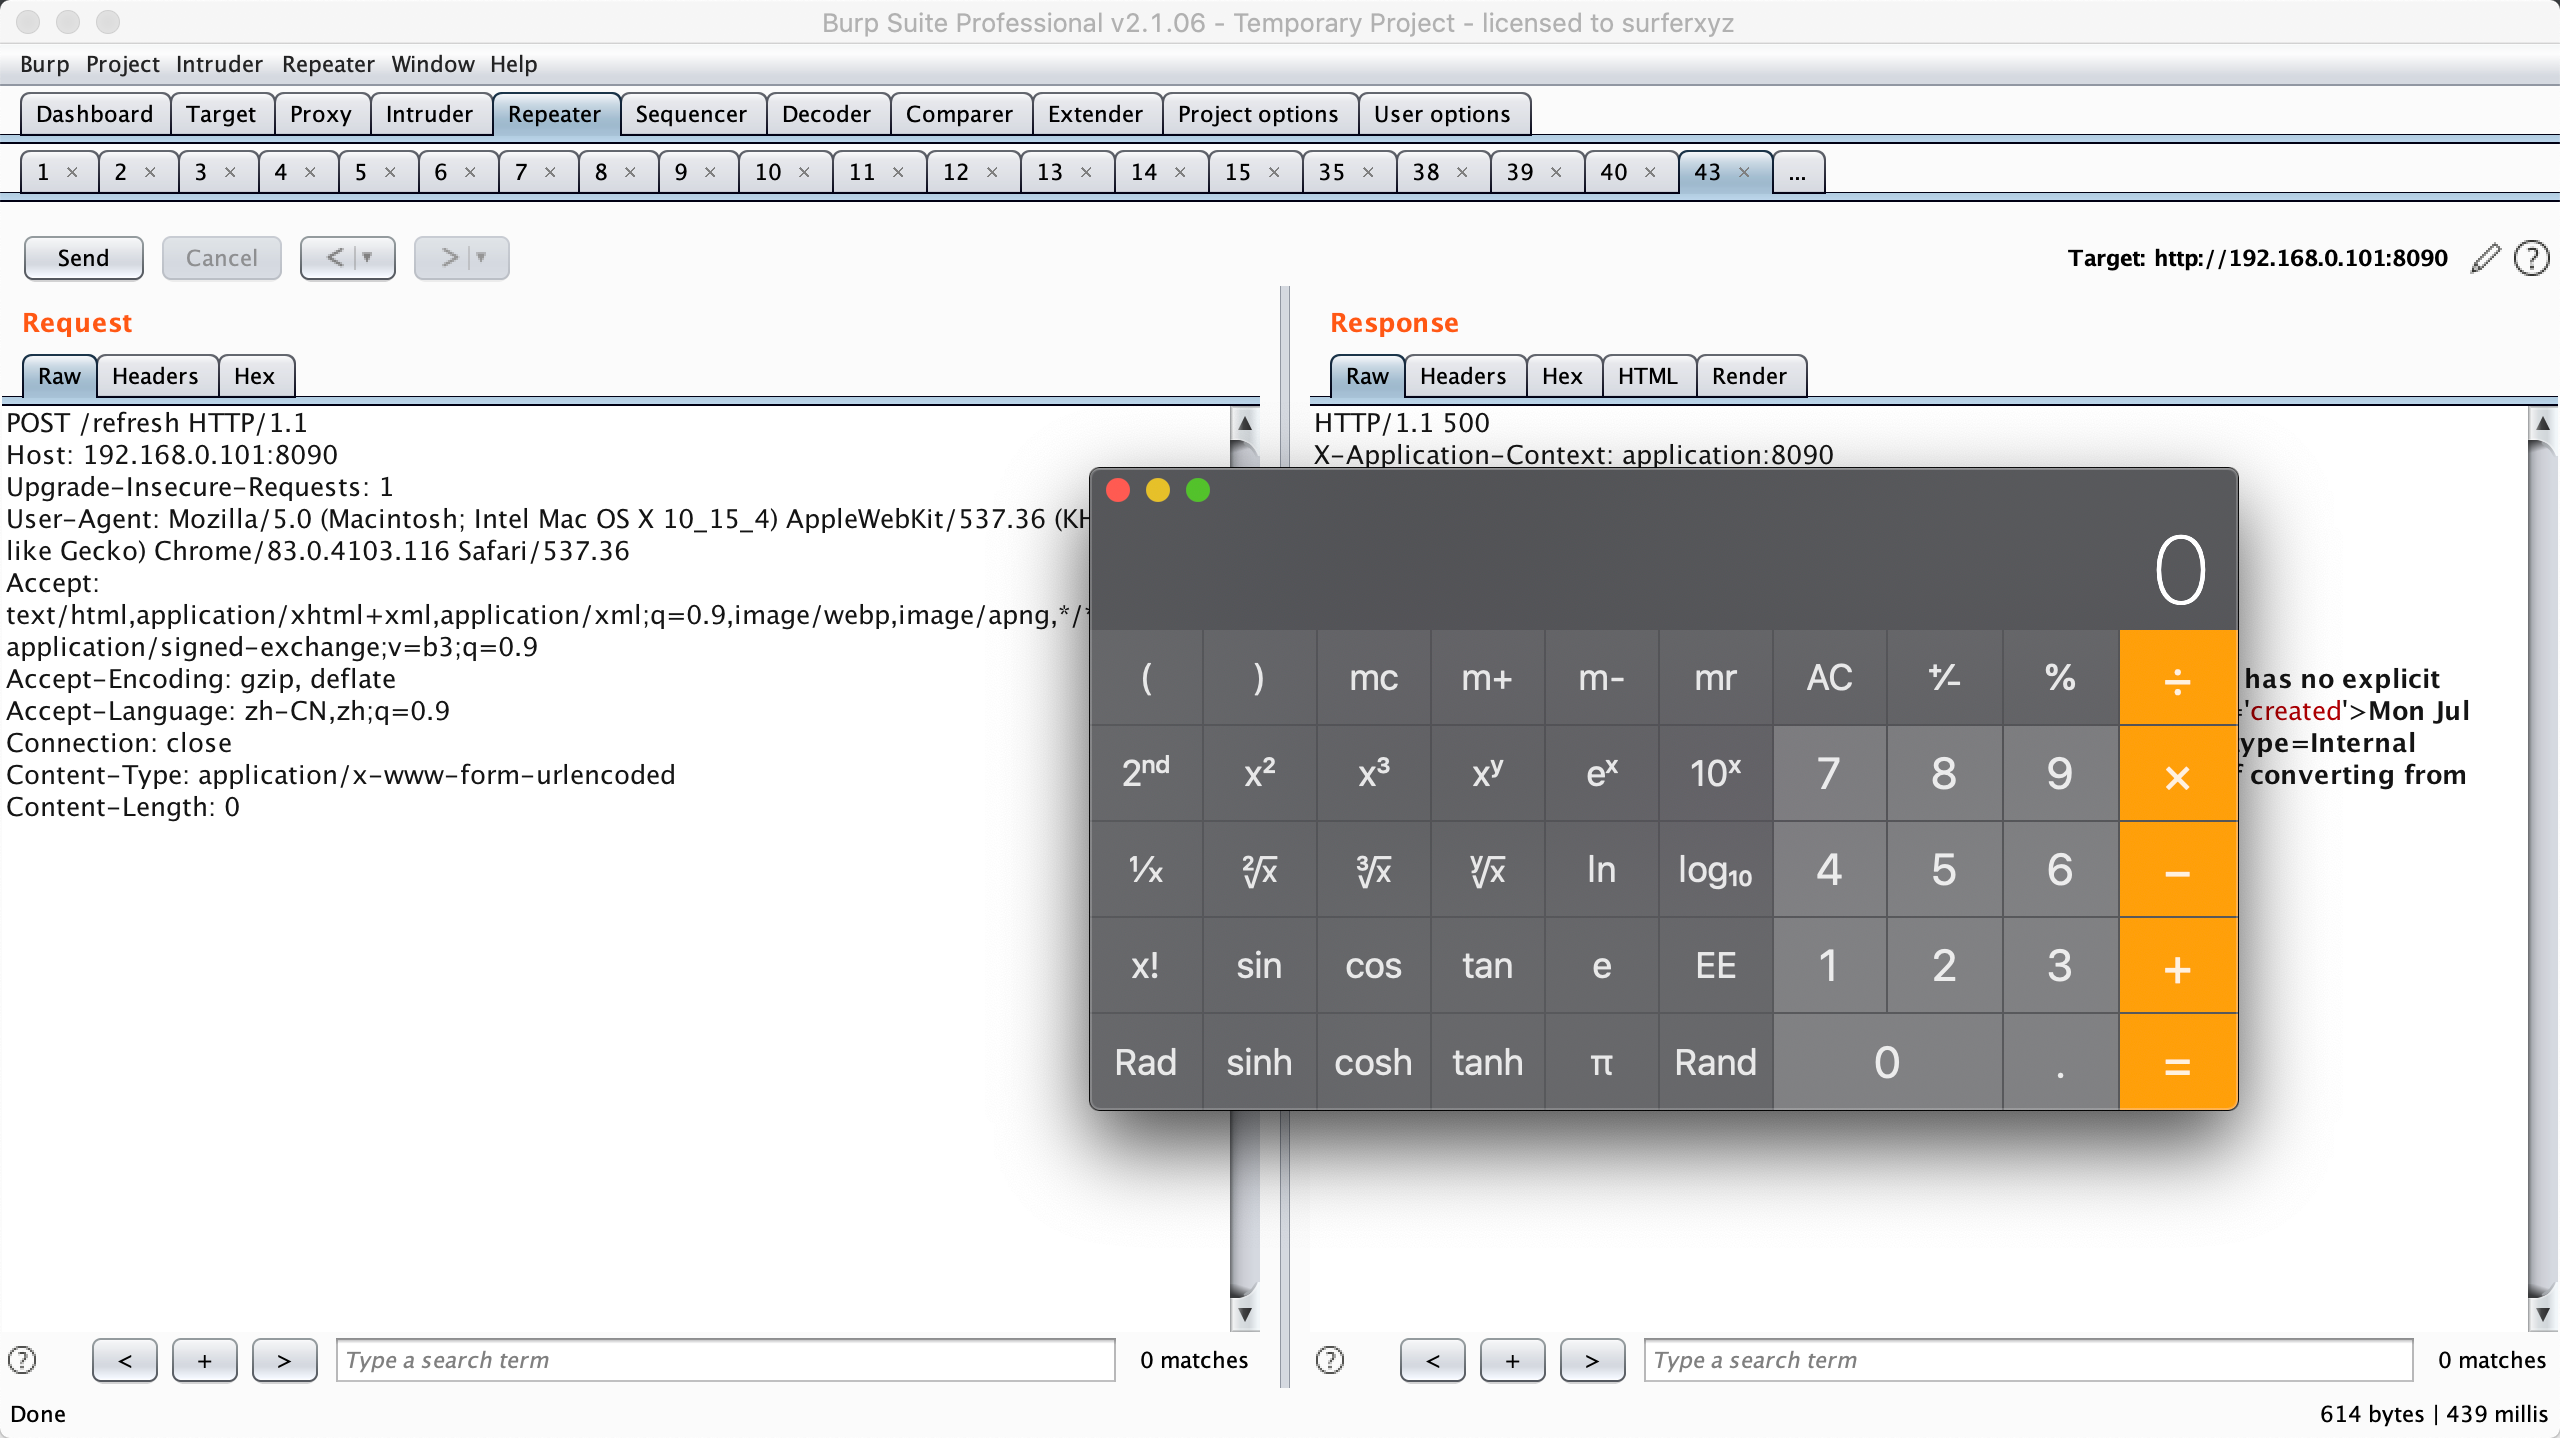 Burp Suite Professional v2.1.06 - Temporary Project - licensed to surferxyz
Burp Project Intruder Repeater Window Help
Dashboard Target Proxy Intruder Repeater Sequencer Decoder Comparer Extender Project options User options
1 × 2 × 3 × 4 × 5 × 6 × 7 × 8 × 9 × 10 × 11 × 12 × 13 × 14 × 15 × 35 × 38 × 39 × 40 × 43 × ...
Send Cancel < > Target: http://192.168.0.101:8090 ?
Request
Raw Headers Hex
POST /refresh HTTP/1.1
Host: 192.168.0.101:8090
Upgrade-Insecure-Requests: 1
User-Agent: Mozilla/5.0 (Macintosh; Intel Mac OS X 10_15_4) AppleWebKit/537.36 (KH
like Gecko) Chrome/83.0.4103.116 Safari/537.36
Accept:
text/html,application/xhtml+xml,application/xml;q=0.9,image/webp,image/apng,*/*
application/signed-exchange;v=b3;q=0.9
Accept-Encoding: gzip, deflate
Accept-Language: zh-CN,zh;q=0.9
Connection: close
Content-Type: application/x-www-form-urlencoded
Content-Length: 0
? < + > Type a search term 0 matches
Response
Raw Headers Hex HTML Render
HTTP/1.1 500
X-Application-Context: application:8090
has no explicit
'created'>Mon Jul
ype=Internal
converting from
0
( ) mc m+ m- mr AC +⁄- % ÷
2nd x² x³ xʸ eˣ 10ˣ 7 8 9 ×
1⁄x ²√x ³√x ʸ√x ln log₁₀ 4 5 6 −
x! sin cos tan e EE 1 2 3 +
Rad sinh cosh tanh π Rand 0 . =
? < + > Type a search term 0 matches
Done 614 bytes | 439 millis